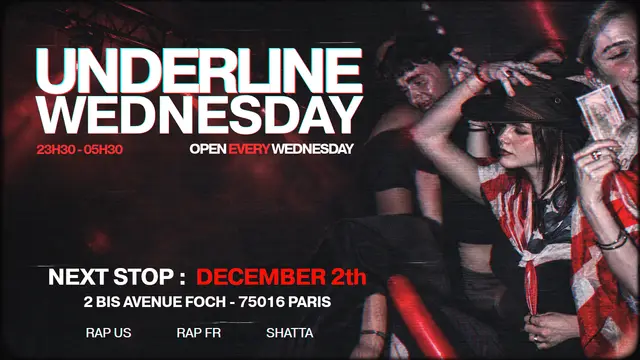 UNDERLINE
WEDNESDAY
23H30 - 05H30
OPEN EVERY WEDNESDAY
NEXT STOP : DECEMBER 2th
2 BIS AVENUE FOCH - 75016 PARIS
RAP US
RAP FR
SHATTA